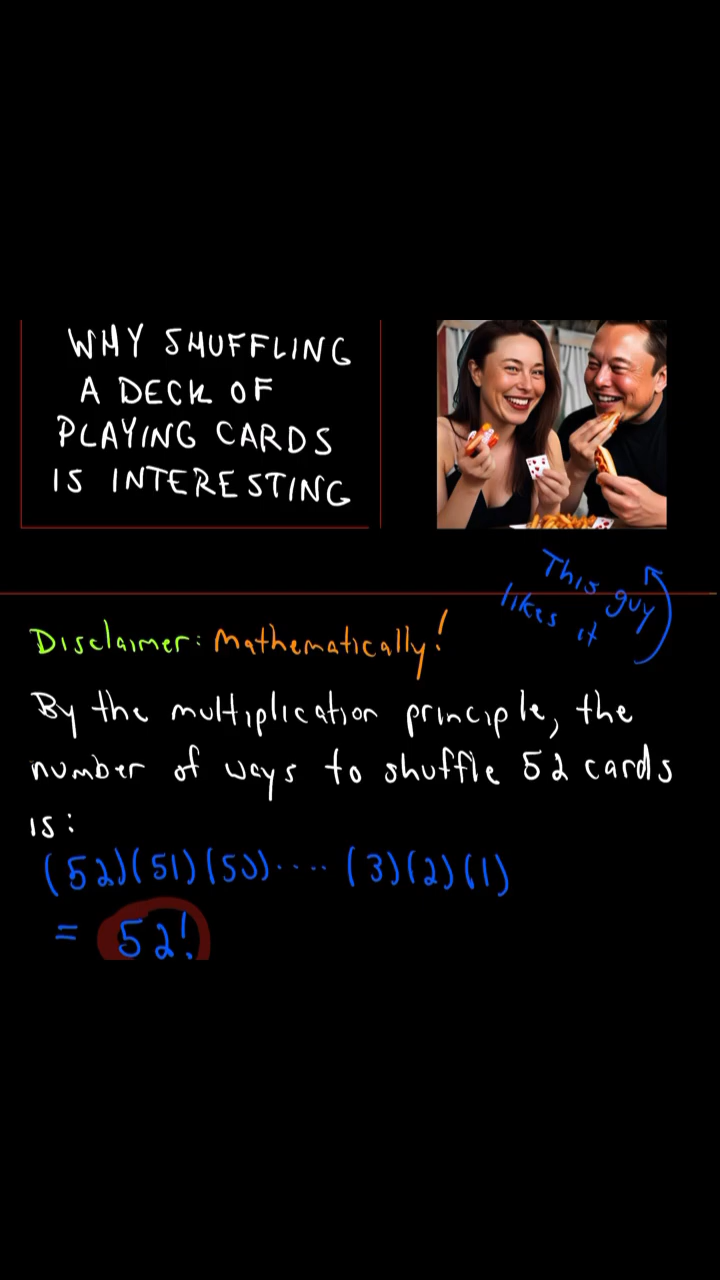 WHY SHUFFLING
A DECK OF
PLAYING CARDS
IS INTERESTING
This guy
likes it
Disclaimer: Mathematically!
By the multiplication principle, the
number of ways to shuffle 52 cards
is:
(52)(51)(50)....(3)(2)(1)
= 52!